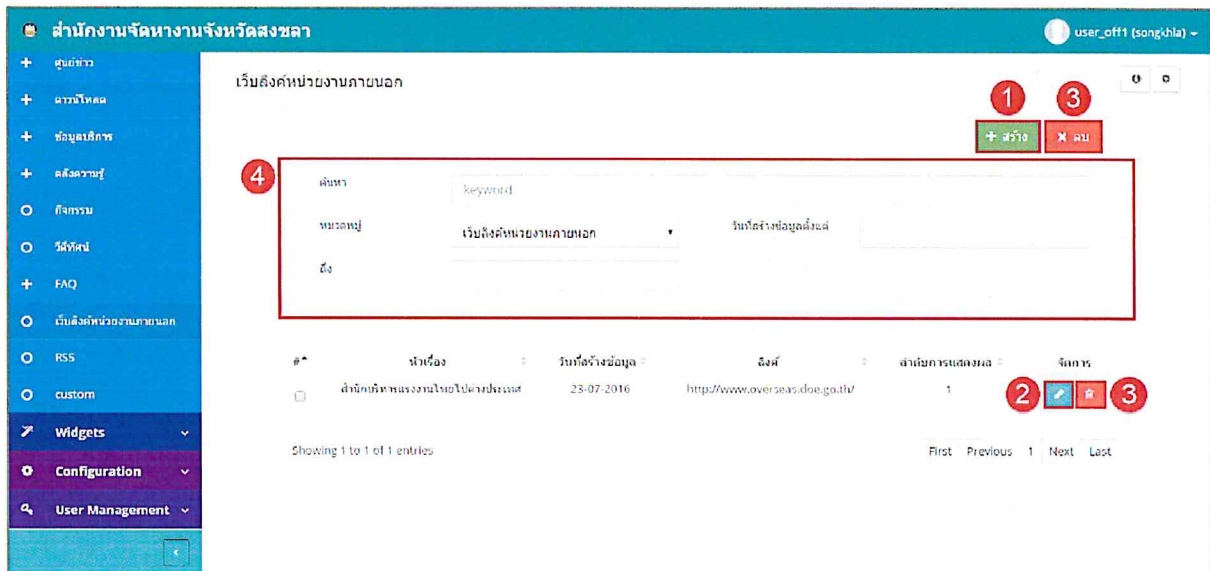 สำนักงานจัดหางานจังหวัดสงขลา
user_off1 (songkhla)
ศูนย์ข่าว
ดาวน์โหลด
ข้อมูลบริการ
คลังความรู้
กิจกรรม
วีดีทัศน์
FAQ
เว็บลิงค์หน่วยงานภายนอก
RSS
custom
Widgets
Configuration
User Management
เว็บลิงค์หน่วยงานภายนอก
1
3
+ สร้าง
ลบ
4
ค้นหา
keyword
หมวดหมู่
เว็บลิงค์หน่วยงานภายนอก
วันที่สร้างข้อมูลตั้งแต่
ถึง
# หัวเรื่อง วันที่สร้างข้อมูล ลิงค์ ลำดับการแสดงผล จัดการ
สำนักบริหารแรงงานไทยไปต่างประเทศ 23-07-2016 http://www.overseas.doe.go.th/ 1
2
3
Showing 1 to 1 of 1 entries
First Previous 1 Next Last